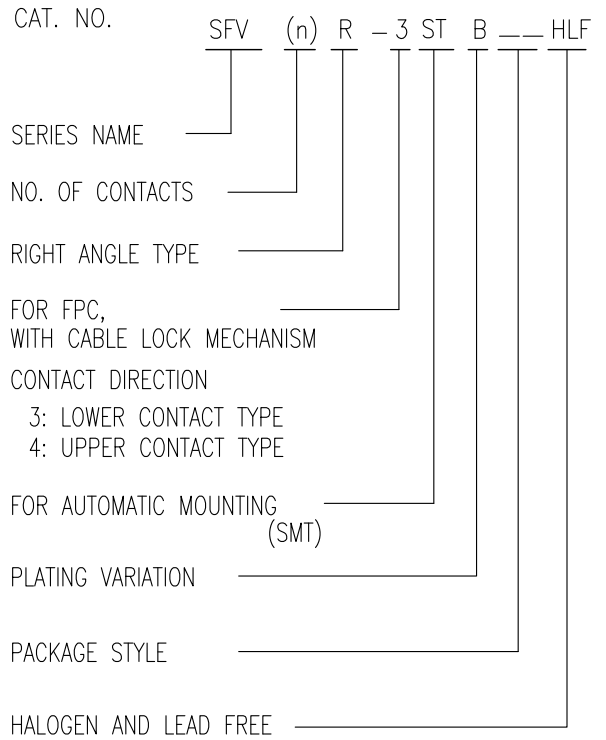 CAT. NO.
SFV (n) R - 3 ST B __ HLF
SERIES NAME
NO. OF CONTACTS
RIGHT ANGLE TYPE
FOR FPC,
WITH CABLE LOCK MECHANISM
CONTACT DIRECTION
3: LOWER CONTACT TYPE
4: UPPER CONTACT TYPE
FOR AUTOMATIC MOUNTING
(SMT)
PLATING VARIATION
PACKAGE STYLE
HALOGEN AND LEAD FREE